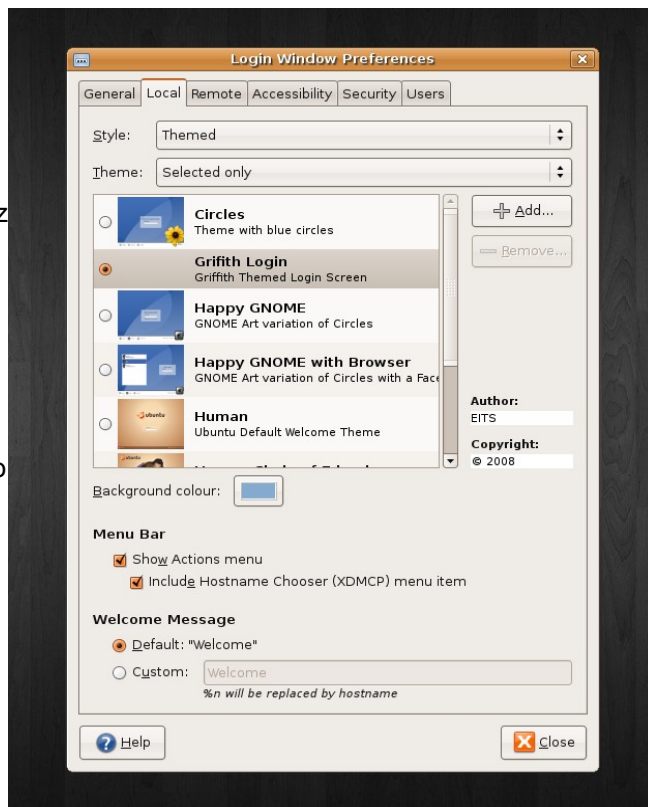 Login Window Preferences
General Local Remote Accessibility Security Users
Style: Themed
Theme: Selected only
z
Circles
Theme with blue circles
Add...
Grifith Login
Griffith Themed Login Screen
Remove...
Happy GNOME
GNOME Art variation of Circles
Happy GNOME with Browser
GNOME Art variation of Circles with a Face
Author:
EITS
ubuntu
Human
Ubuntu Default Welcome Theme
Copyright:
© 2008
Background colour:
Menu Bar
Show Actions menu
Include Hostname Chooser (XDMCP) menu item
Welcome Message
Default: "Welcome"
Custom: Welcome
%n will be replaced by hostname
Help
Close